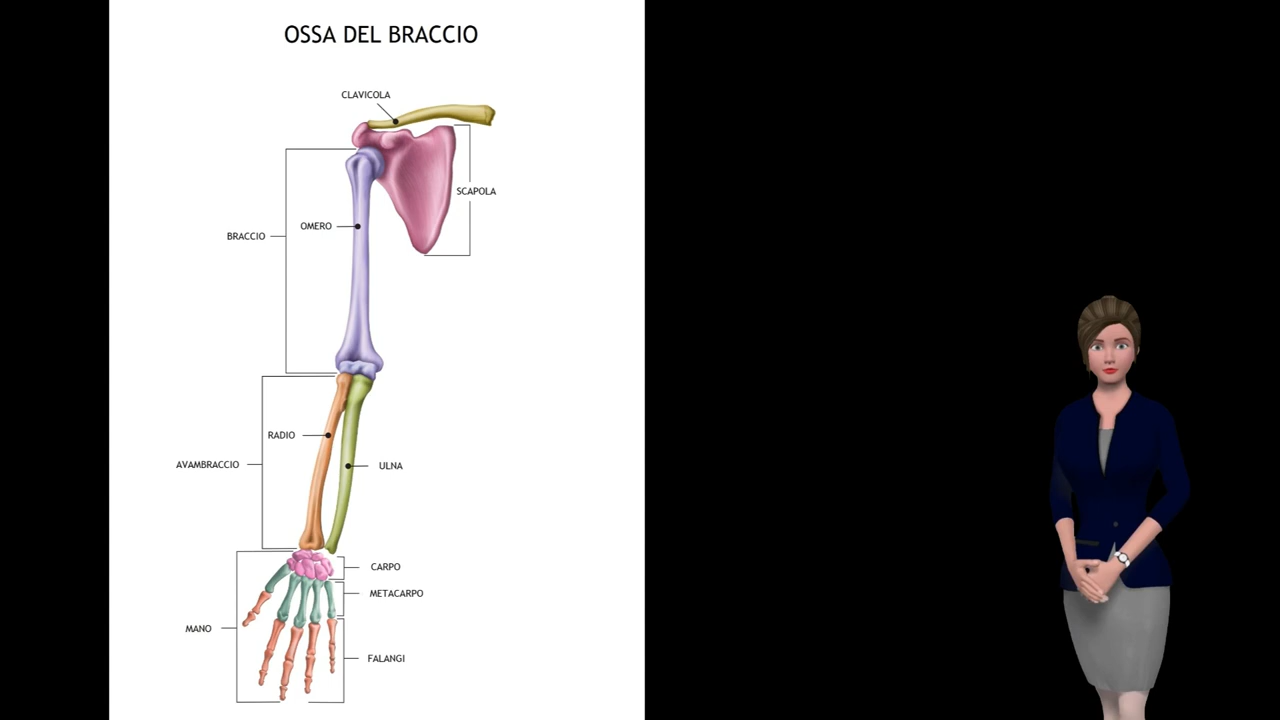 OSSA DEL BRACCIO
CLAVICOLA
SCAPOLA
OMERO
BRACCIO
RADIO
AVAMBRACCIO
ULNA
CARPO
METACARPO
MANO
FALANGI